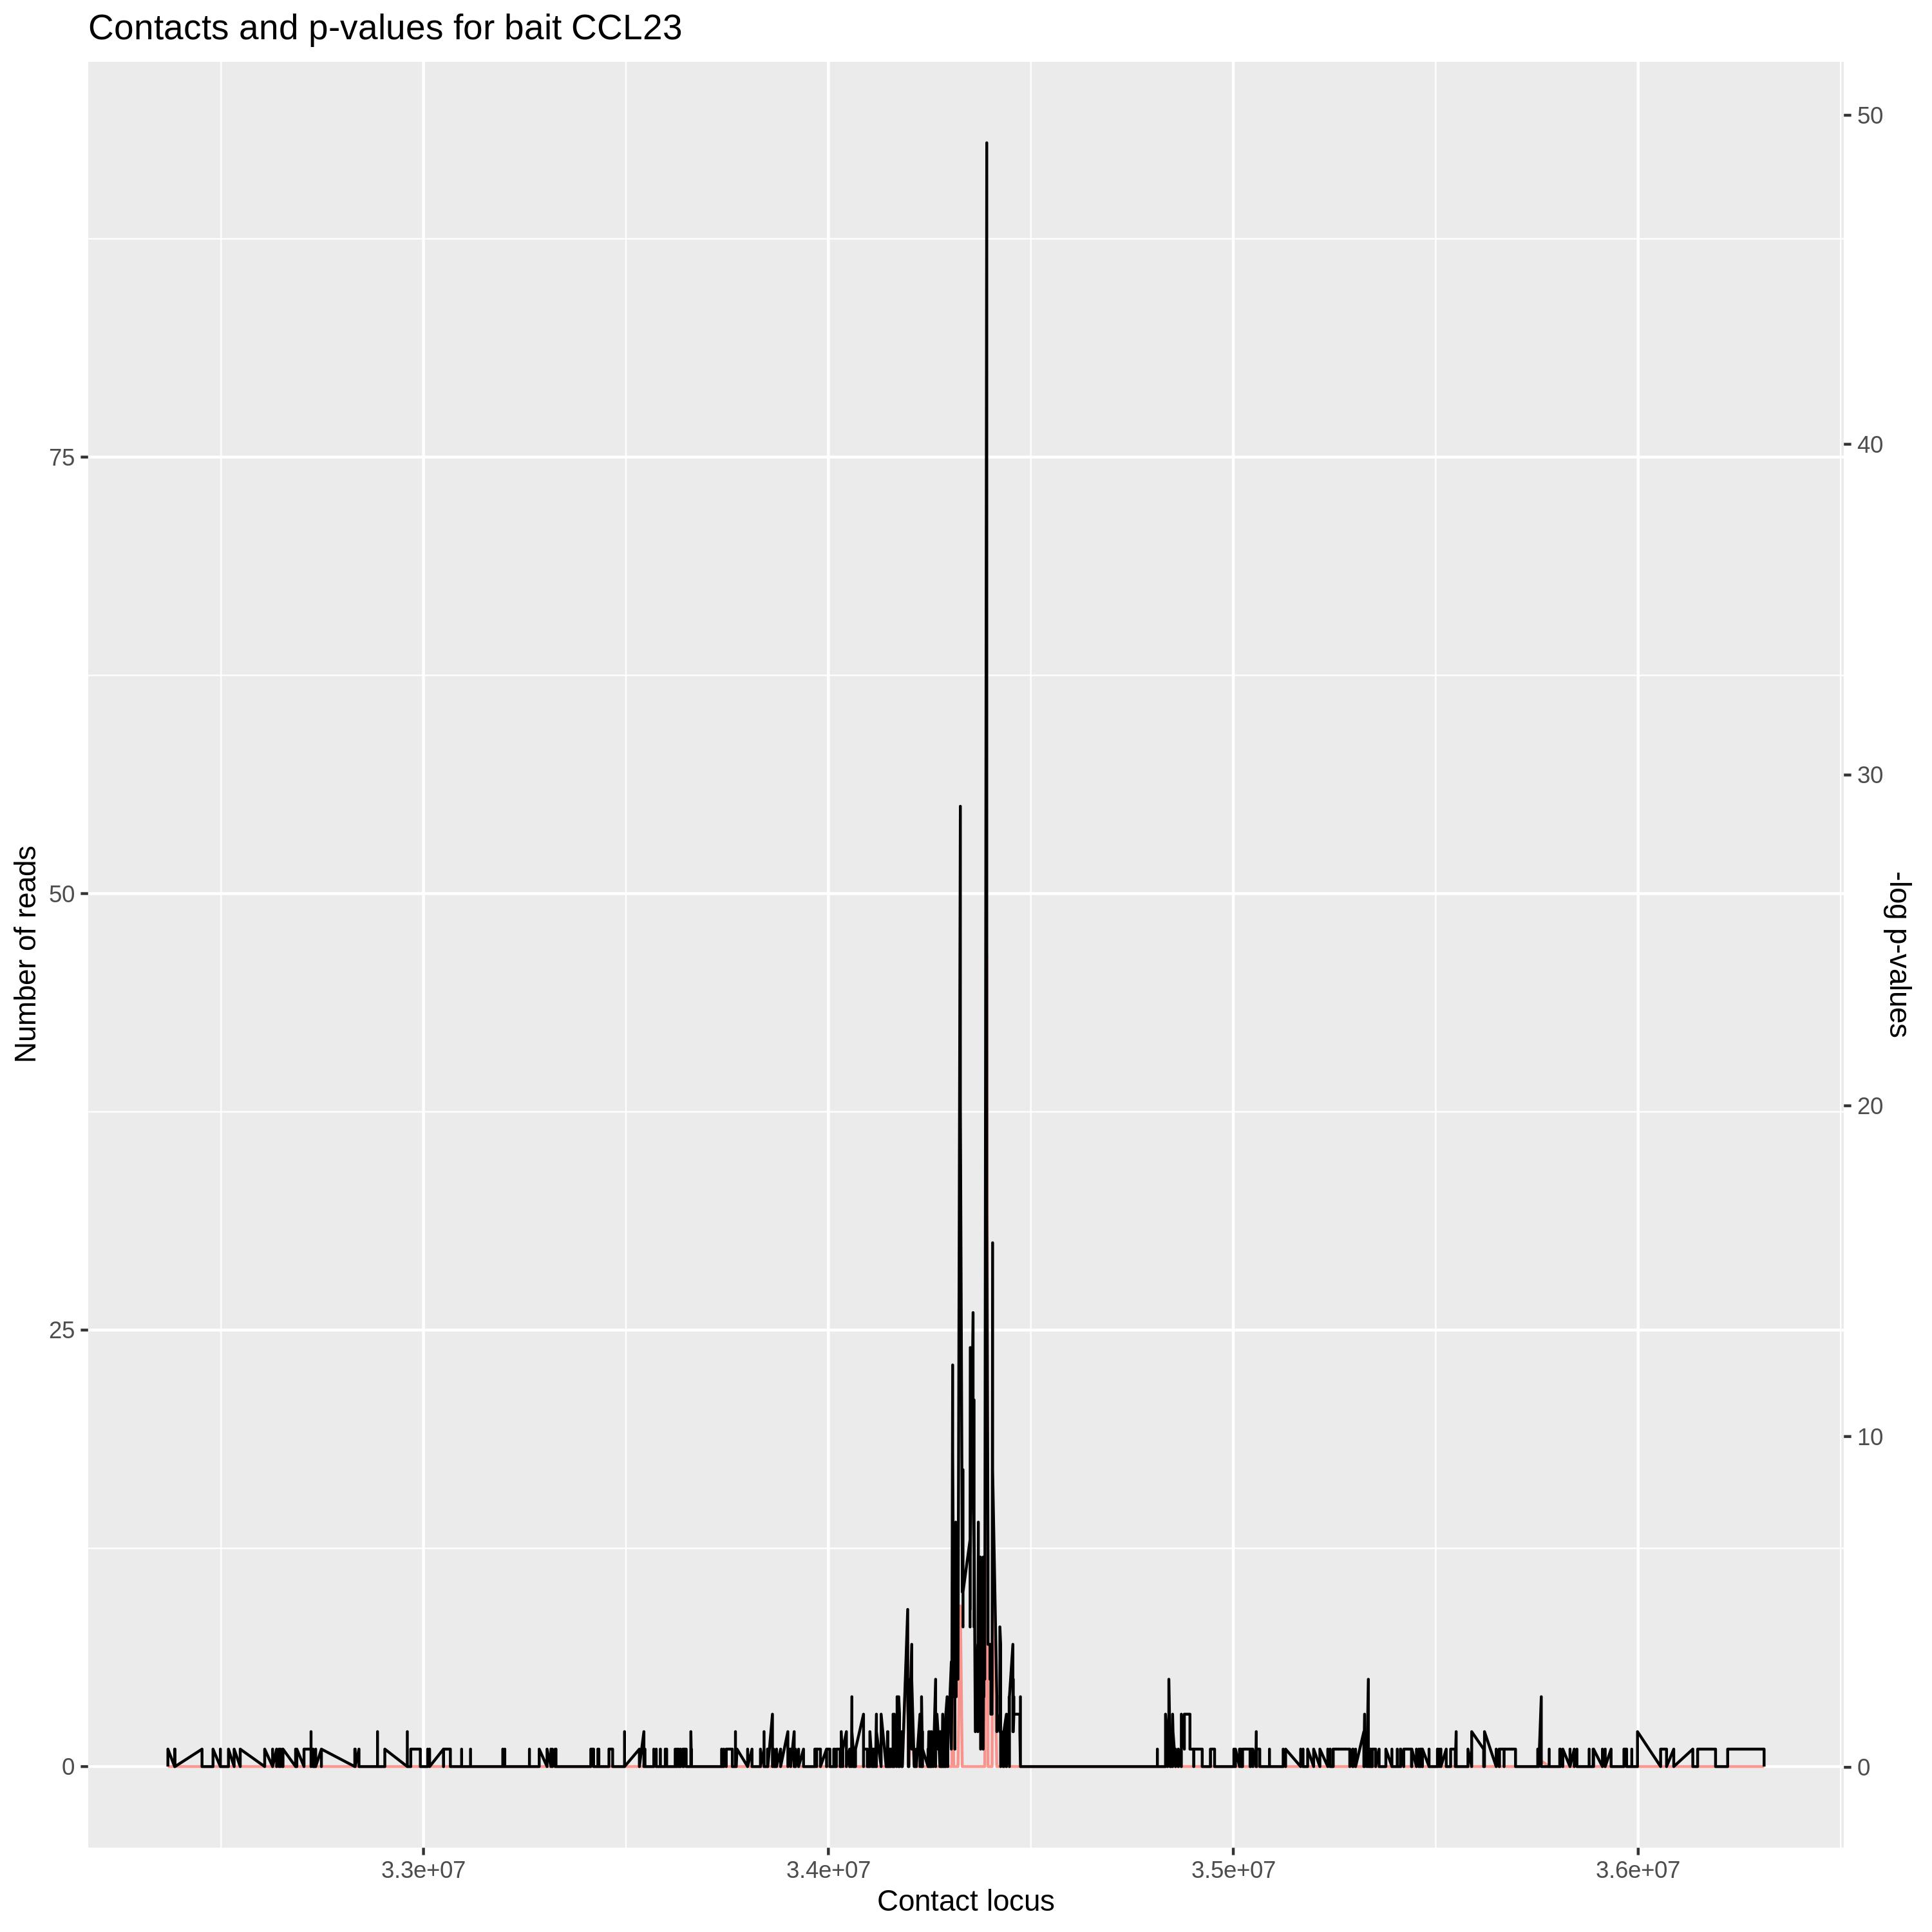 Contacts and p-values for bait CCL23
75
50
25
0
Number of reads
50
40
30
20
10
0
-log p-values
3.3e+07
3.4e+07
3.5e+07
3.6e+07
Contact locus